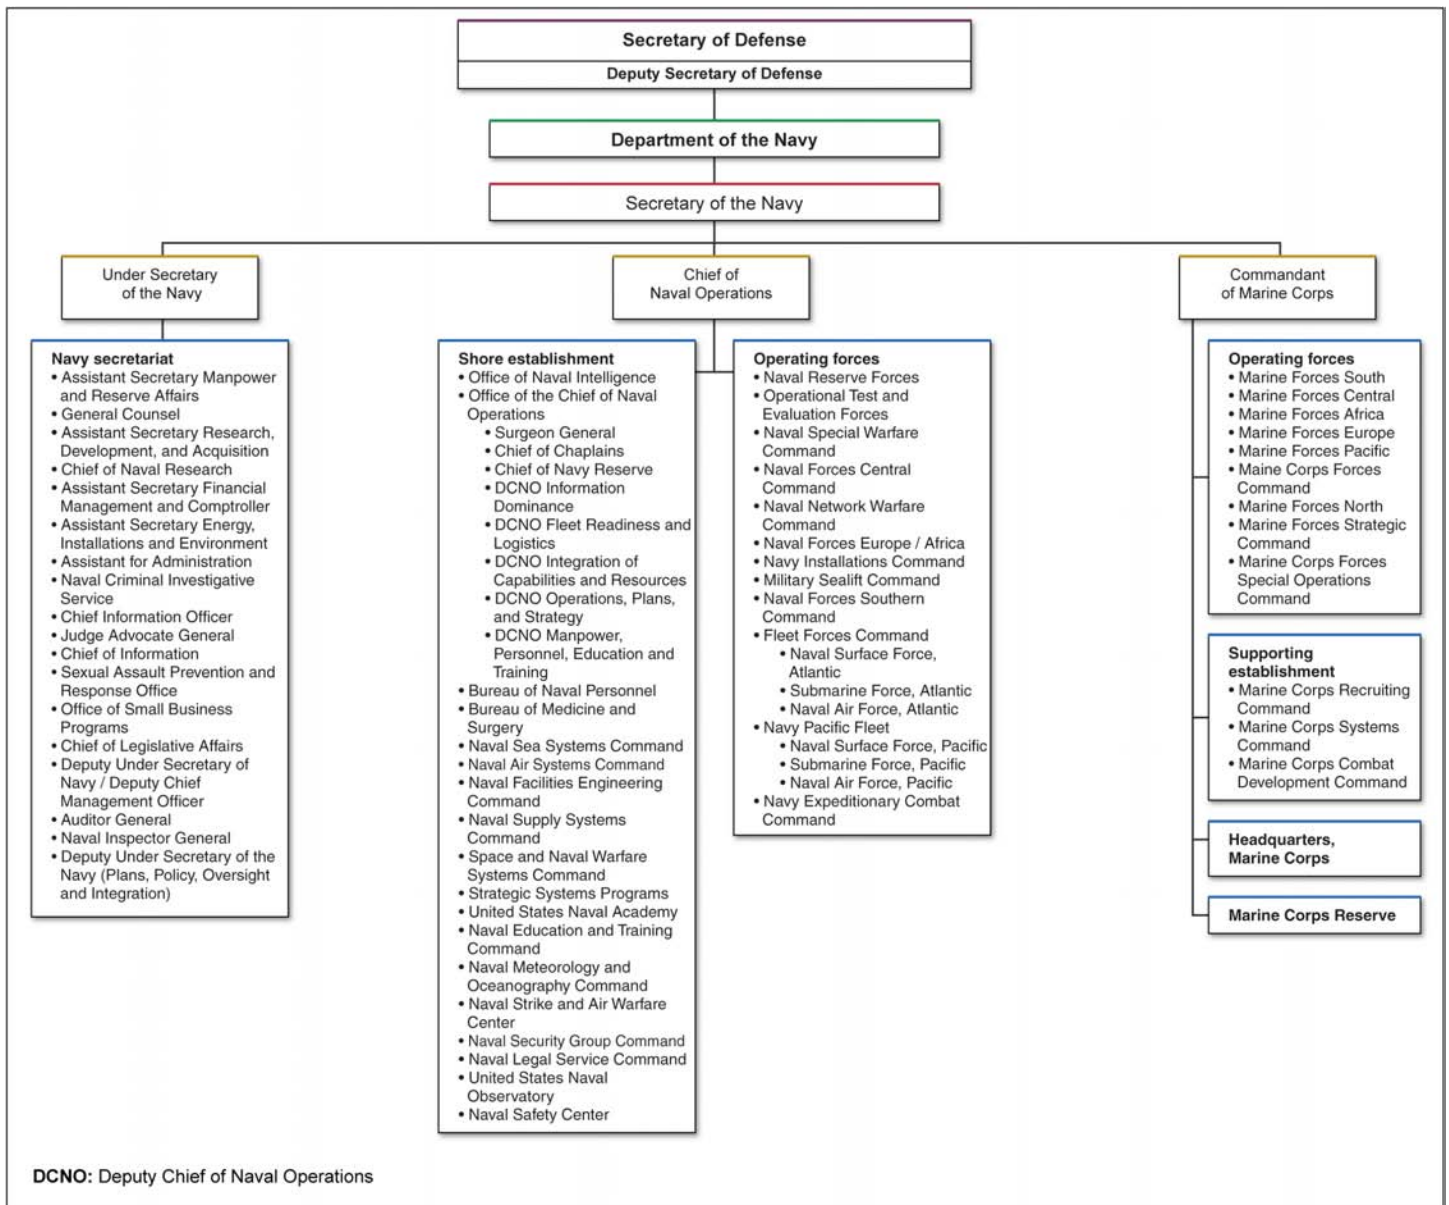 Secretary of Defense
Deputy Secretary of Defense
Department of the Navy
Secretary of the Navy
Under Secretary
of the Navy
Navy secretariat
• Assistant Secretary Manpower
and Reserve Affairs
• General Counsel
• Assistant Secretary Research,
Development, and Acquisition
• Chief of Naval Research
• Assistant Secretary Financial
Management and Comptroller
• Assistant Secretary Energy,
Installations and Environment
• Assistant for Administration
• Naval Criminal Investigative
Service
• Chief Information Officer
• Judge Advocate General
• Chief of Information
• Sexual Assault Prevention and
Response Office
• Office of Small Business
Programs
• Chief of Legislative Affairs
• Deputy Under Secretary of
Navy / Deputy Chief
Management Officer
• Auditor General
• Naval Inspector General
• Deputy Under Secretary of the
Navy (Plans, Policy, Oversight
and Integration)
Chief of
Naval Operations
Shore establishment
• Office of Naval Intelligence
• Office of the Chief of Naval
Operations
• Surgeon General
• Chief of Chaplains
• Chief of Navy Reserve
• DCNO Information
Dominance
• DCNO Fleet Readiness and
Logistics
• DCNO Integration of
Capabilities and Resources
• DCNO Operations, Plans,
and Strategy
• DCNO Manpower,
Personnel, Education and
Training
• Bureau of Naval Personnel
• Bureau of Medicine and
Surgery
• Naval Sea Systems Command
• Naval Air Systems Command
• Naval Facilities Engineering
Command
• Naval Supply Systems
Command
• Space and Naval Warfare
Systems Command
• Strategic Systems Programs
• United States Naval Academy
• Naval Education and Training
Command
• Naval Meteorology and
Oceanography Command
• Naval Strike and Air Warfare
Center
• Naval Security Group Command
• Naval Legal Service Command
• United States Naval
Observatory
• Naval Safety Center
Operating forces
• Naval Reserve Forces
• Operational Test and
Evaluation Forces
• Naval Special Warfare
Command
• Naval Forces Central
Command
• Naval Network Warfare
Command
• Naval Forces Europe / Africa
• Navy Installations Command
• Military Sealift Command
• Naval Forces Southern
Command
• Fleet Forces Command
• Naval Surface Force,
Atlantic
• Submarine Force, Atlantic
• Naval Air Force, Atlantic
• Navy Pacific Fleet
• Naval Surface Force, Pacific
• Submarine Force, Pacific
• Naval Air Force, Pacific
• Navy Expeditionary Combat
Command
Commandant
of Marine Corps
Operating forces
• Marine Forces South
• Marine Forces Central
• Marine Forces Africa
• Marine Forces Europe
• Marine Forces Pacific
• Maine Corps Forces
Command
• Marine Forces North
• Marine Forces Strategic
Command
• Marine Corps Forces
Special Operations
Command
Supporting
establishment
• Marine Corps Recruiting
Command
• Marine Corps Systems
Command
• Marine Corps Combat
Development Command
Headquarters,
Marine Corps
Marine Corps Reserve
DCNO: Deputy Chief of Naval Operations